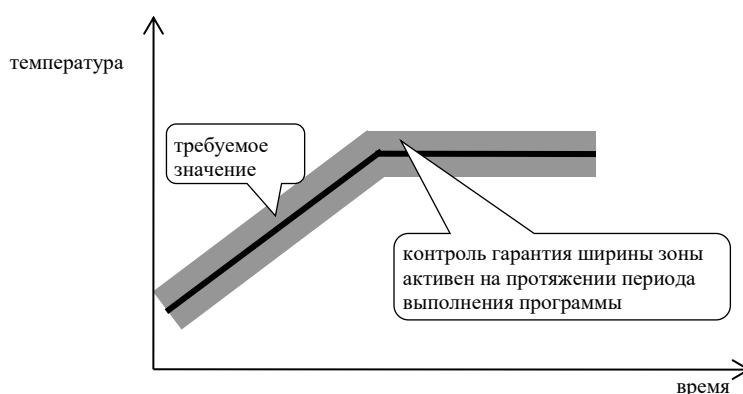 температура
требуемое
значение
контроль гарантия ширины зоны
активен на протяжении периода
выполнения программы
время